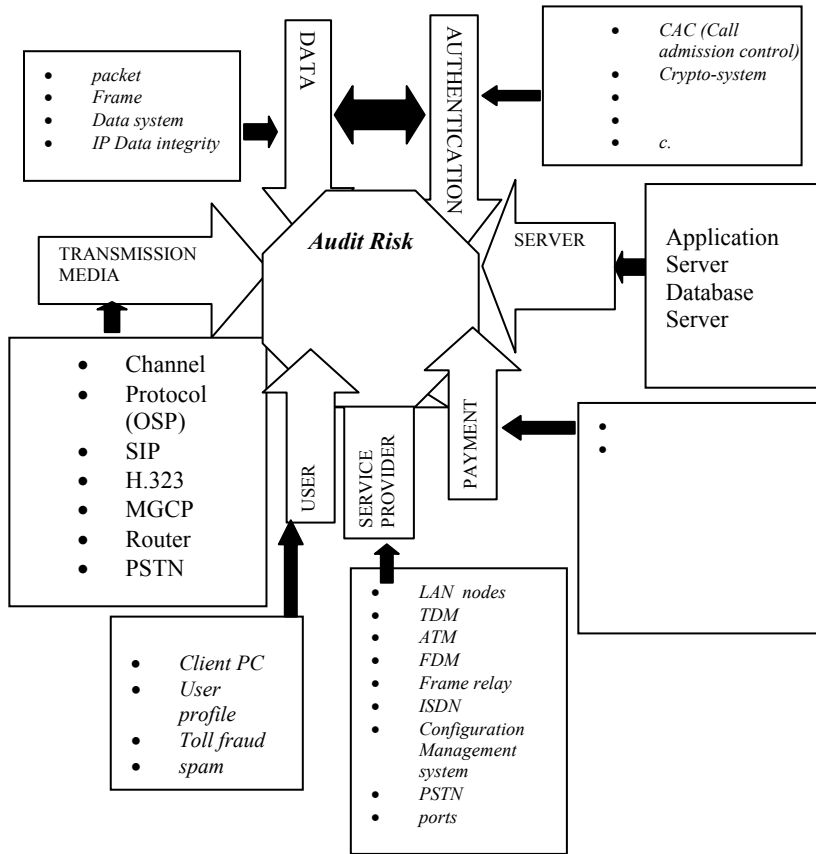 DATA
AUTHENTICATION
• packet
• Frame
• Data system
• IP Data integrity
• CAC (Call
admission control)
• Crypto-system
•
•
• c.
Audit Risk
TRANSMISSION
MEDIA
SERVER
Application
Server
Database
Server
• Channel
• Protocol
(OSP)
• SIP
• H.323
• MGCP
• Router
• PSTN
USER
SERVICE
PROVIDER
PAYMENT
•
•
• Client PC
• User
profile
• Toll fraud
• spam
• LAN nodes
• TDM
• ATM
• FDM
• Frame relay
• ISDN
• Configuration
Management
system
• PSTN
• ports